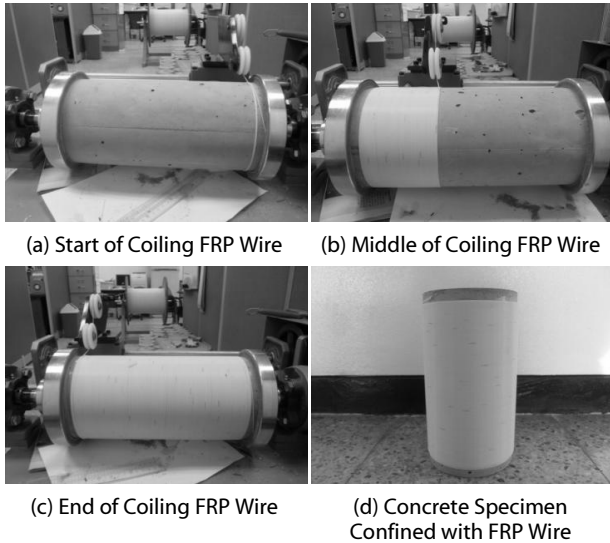 (a) Start of Coiling FRP Wire
(b) Middle of Coiling FRP Wire
(c) End of Coiling FRP Wire
(d) Concrete Specimen
Confined with FRP Wire